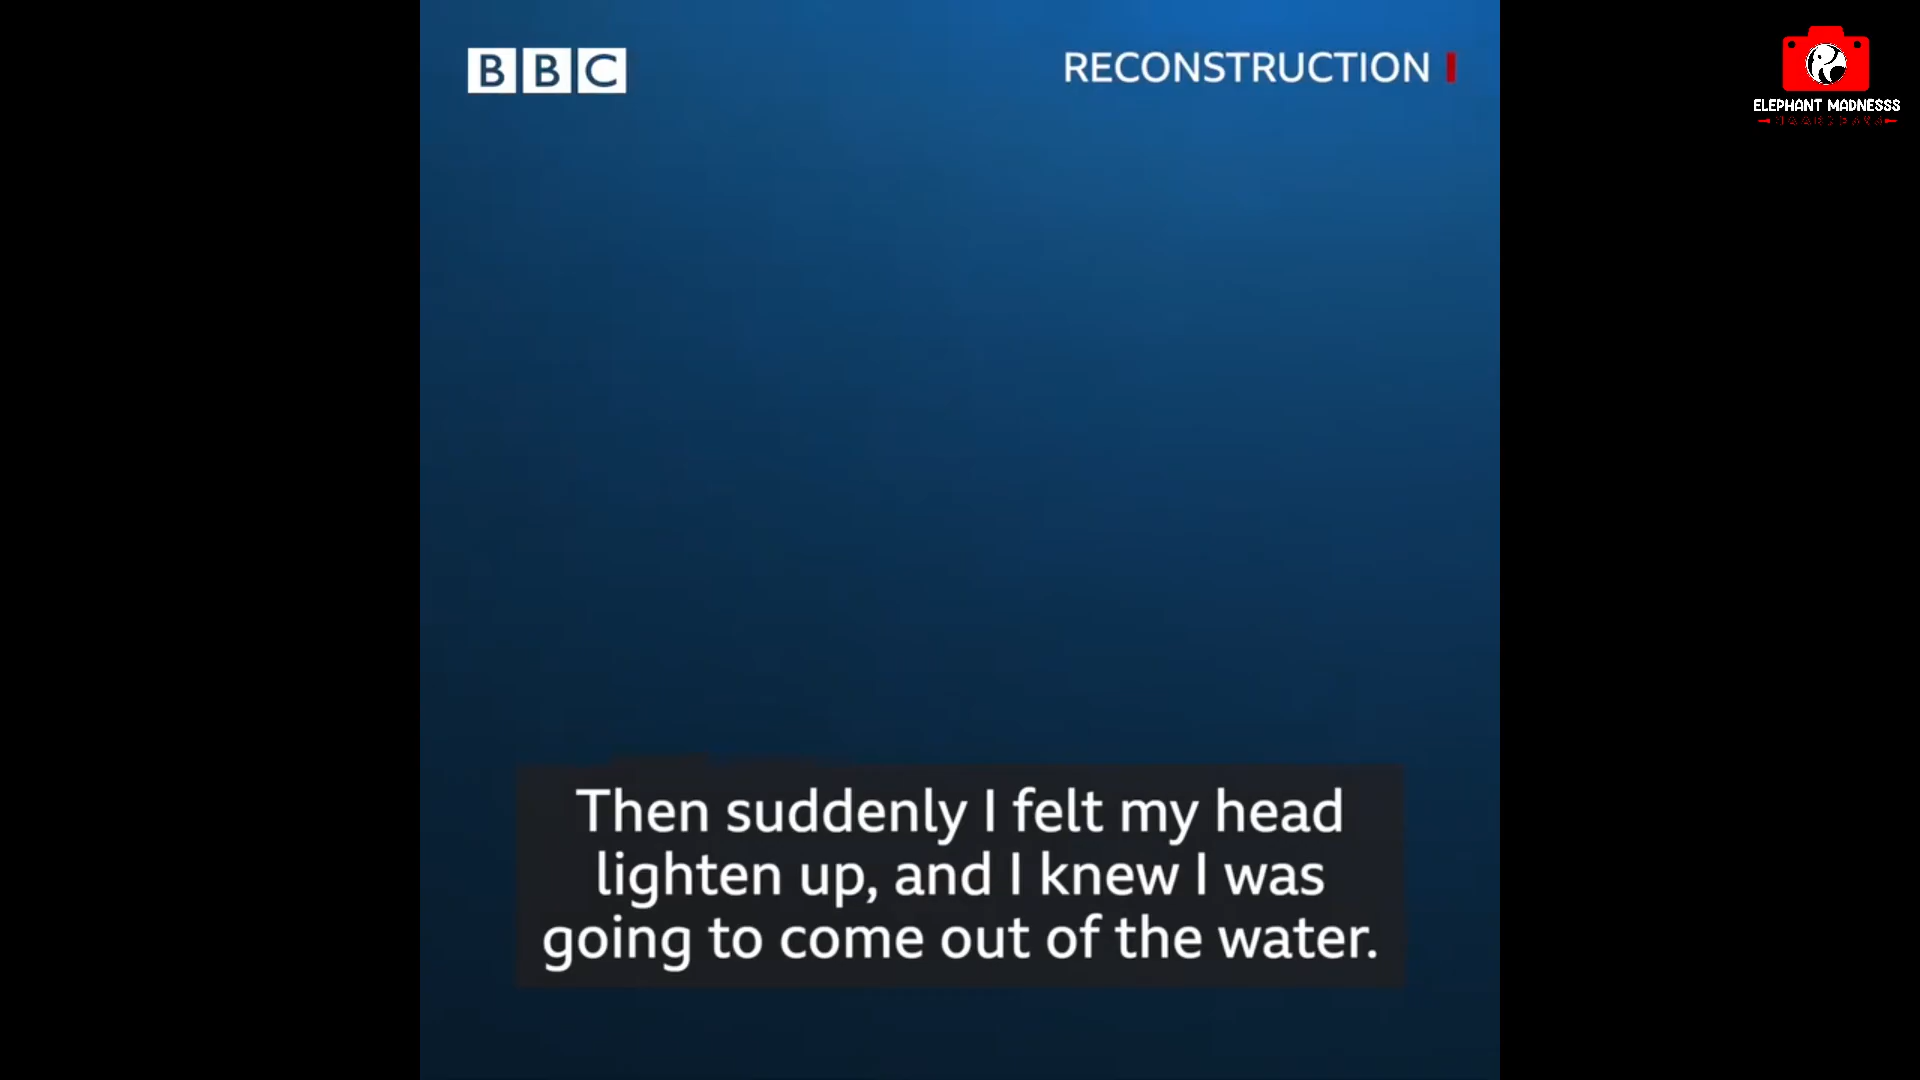 BBC
RECONSTRUCTION
ELEPHANT MADNESSS
Then suddenly I felt my head
lighten up, and I knew I was
going to come out of the water.